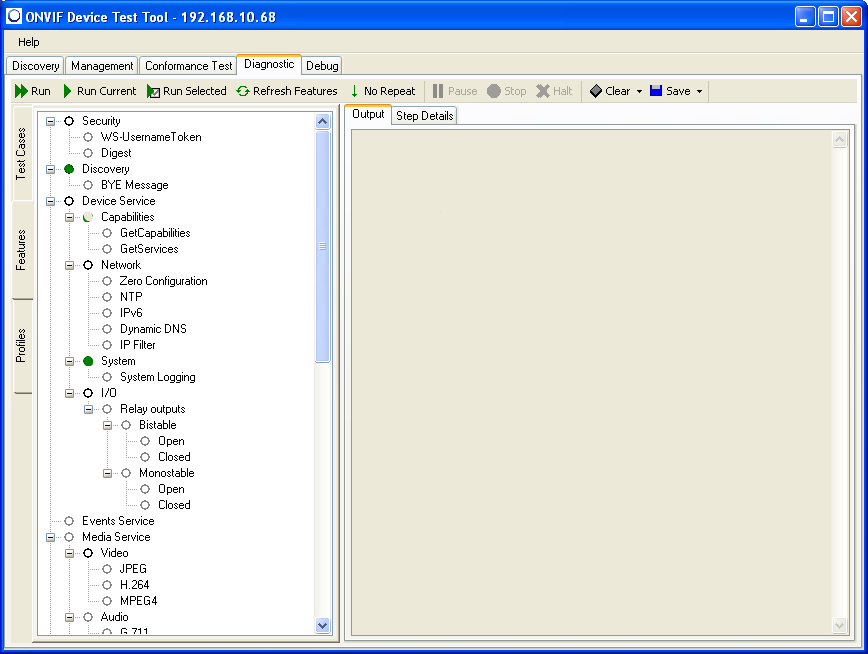 ONVIF Device Test Tool - 192.168.10.68
Help
Discovery Management Conformance Test Diagnostic Debug
Run Run Current Run Selected Refresh Features No Repeat Pause Stop Halt Clear Save
Test Cases
Features
Profiles
Security
WS-UsernameToken
Digest
Discovery
BYE Message
Device Service
Capabilities
GetCapabilities
GetServices
Network
Zero Configuration
NTP
IPv6
Dynamic DNS
IP Filter
System
System Logging
I/O
Relay outputs
Bistable
Open
Closed
Monostable
Open
Closed
Events Service
Media Service
Video
JPEG
H.264
MPEG4
Audio
G.711
Output Step Details